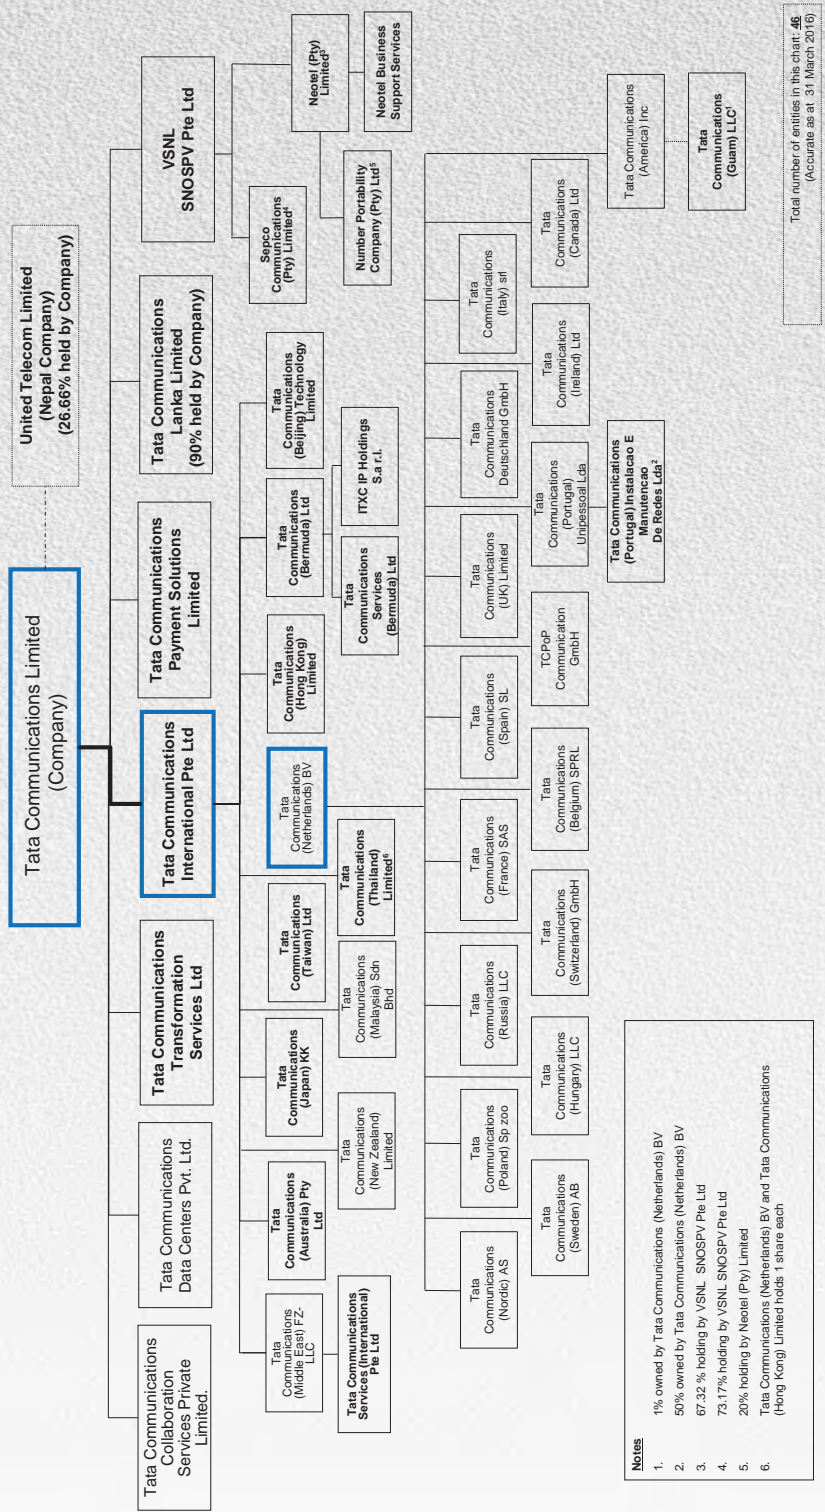 Tata Communications Limited
(Company)
United Telecom Limited
(Nepal Company)
(26.66% held by Company)
Tata Communications
Collaboration
Services Private
Limited.
Tata Communications
Data Centers Pvt. Ltd.
Tata Communications
Transformation
Services Ltd
Tata Communications
International Pte Ltd
Tata Communications
Payment Solutions
Limited
Tata Communications
Lanka Limited
(90% held by Company)
VSNL
SNOSPV Pte Ltd
Tata
Communications
(Middle East) FZ-
LLC
Tata Communications
Services (International)
Pte Ltd
Tata
Communications
(Australia) Pty
Ltd
Tata
Communications
(New Zealand)
Limited
Tata
Communications
(Japan) KK
Tata
Communications
(Malaysia) Sdn
Bhd
Tata
Communications
(Taiwan) Ltd
Tata
Communications
(Thailand)
Limited6
Tata
Communications
(Netherlands) BV
Tata
Communications
(Hong Kong)
Limited
Tata
Communications
(Bermuda) Ltd
Tata
Communications
Services
(Bermuda) Ltd
ITXC IP Holdings
S.a r.l.
Tata
Communications
(Beijing) Technology
Limited
Sepco
Communications
(Pty) Limited4
Neotel (Pty)
Limited3
Number Portability
Company (Pty) Ltd5
Neotel Business
Support Services
Tata
Communications
(Nordic) AS
Tata
Communications
(Poland) Sp zoo
Tata
Communications
(Russia) LLC
Tata
Communications
(France) SAS
Tata
Communications
(Spain) SL
Tata
Communications
(UK) Limited
Tata
Communications
Deutschland GmbH
Tata
Communications
(Italy) srl
Tata
Communications
(Sweden) AB
Tata
Communications
(Hungary) LLC
Tata
Communications
(Switzerland) GmbH
Tata
Communications
(Belgium) SPRL
TCPoP
Communication
GmbH
Tata
Communications
(Portugal)
Unipessoal Lda
Tata Communications
(Portugal) Instalacao E
Manutencao
De Redes Lda2
Tata
Communications
(Ireland) Ltd
Tata
Communications
(Canada) Ltd
Tata Communications
(America) Inc
Tata
Communications
(Guam) LLC1
Notes
1. 1% owned by Tata Communications (Netherlands) BV
2. 50% owned by Tata Communications (Netherlands) BV
3. 67.32 % holding by VSNL SNOSPV Pte Ltd
4. 73.17% holding by VSNL SNOSPV Pte Ltd
5. 20% holding by Neotel (Pty) Limited
6. Tata Communications (Netherlands) BV and Tata Communications
(Hong Kong) Limited holds 1 share each
Total number of entities in this chart: 46
(Accurate as at 31 March 2016)